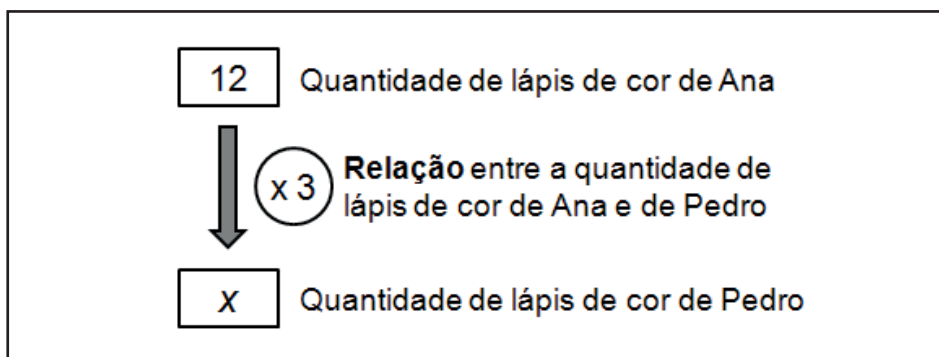 12 Quantidade de lápis de cor de Ana
x 3 Relação entre a quantidade de
lápis de cor de Ana e de Pedro
x Quantidade de lápis de cor de Pedro